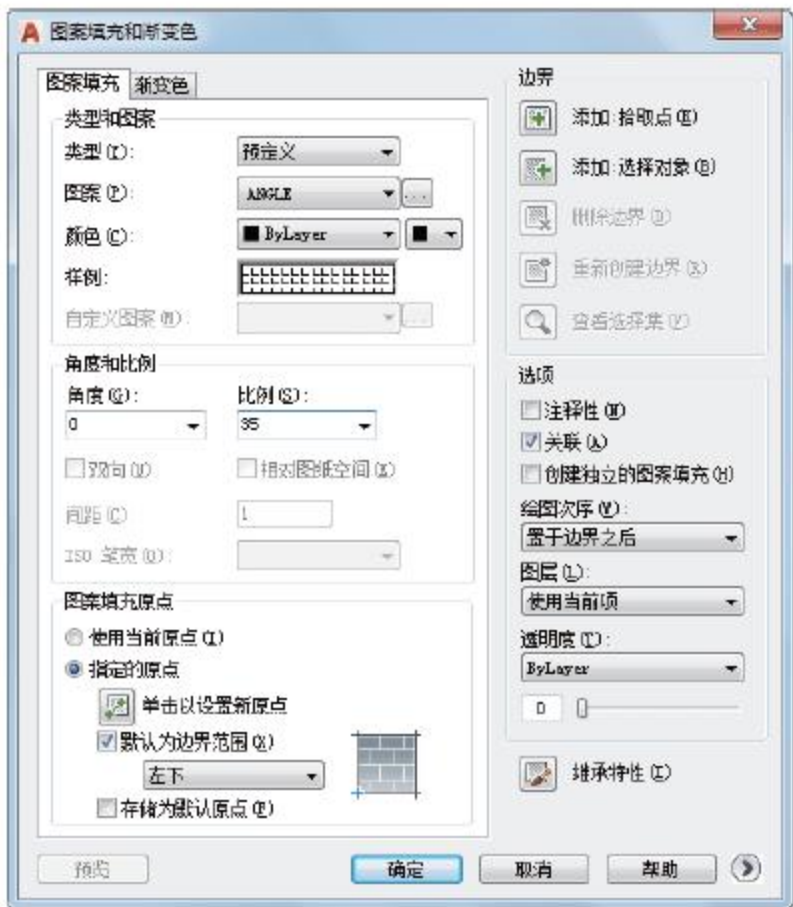 图案填充和渐变色
图案填充 渐变色
类型和图案
类型(Y): 预定义
图案(P): ANGLE ...
颜色(C): ByLayer
样例:
自定义图案(M): ...
角度和比例
角度(G): 比例(S):
0 35
双向(U) 相对图纸空间(E)
间距(C) 1
ISO 笔宽(O):
图案填充原点
使用当前原点(T)
指定的原点
单击以设置新原点
默认为边界范围(X)
左下
存储为默认原点(F)
预览
边界
添加:拾取点(K)
添加:选择对象(B)
删除边界(D)
重新创建边界(R)
查看选择集(V)
选项
注释性(N)
关联(A)
创建独立的图案填充(H)
绘图次序(W):
置于边界之后
图层(L):
使用当前项
透明度(T):
ByLayer
0
继承特性(I)
确定 取消 帮助